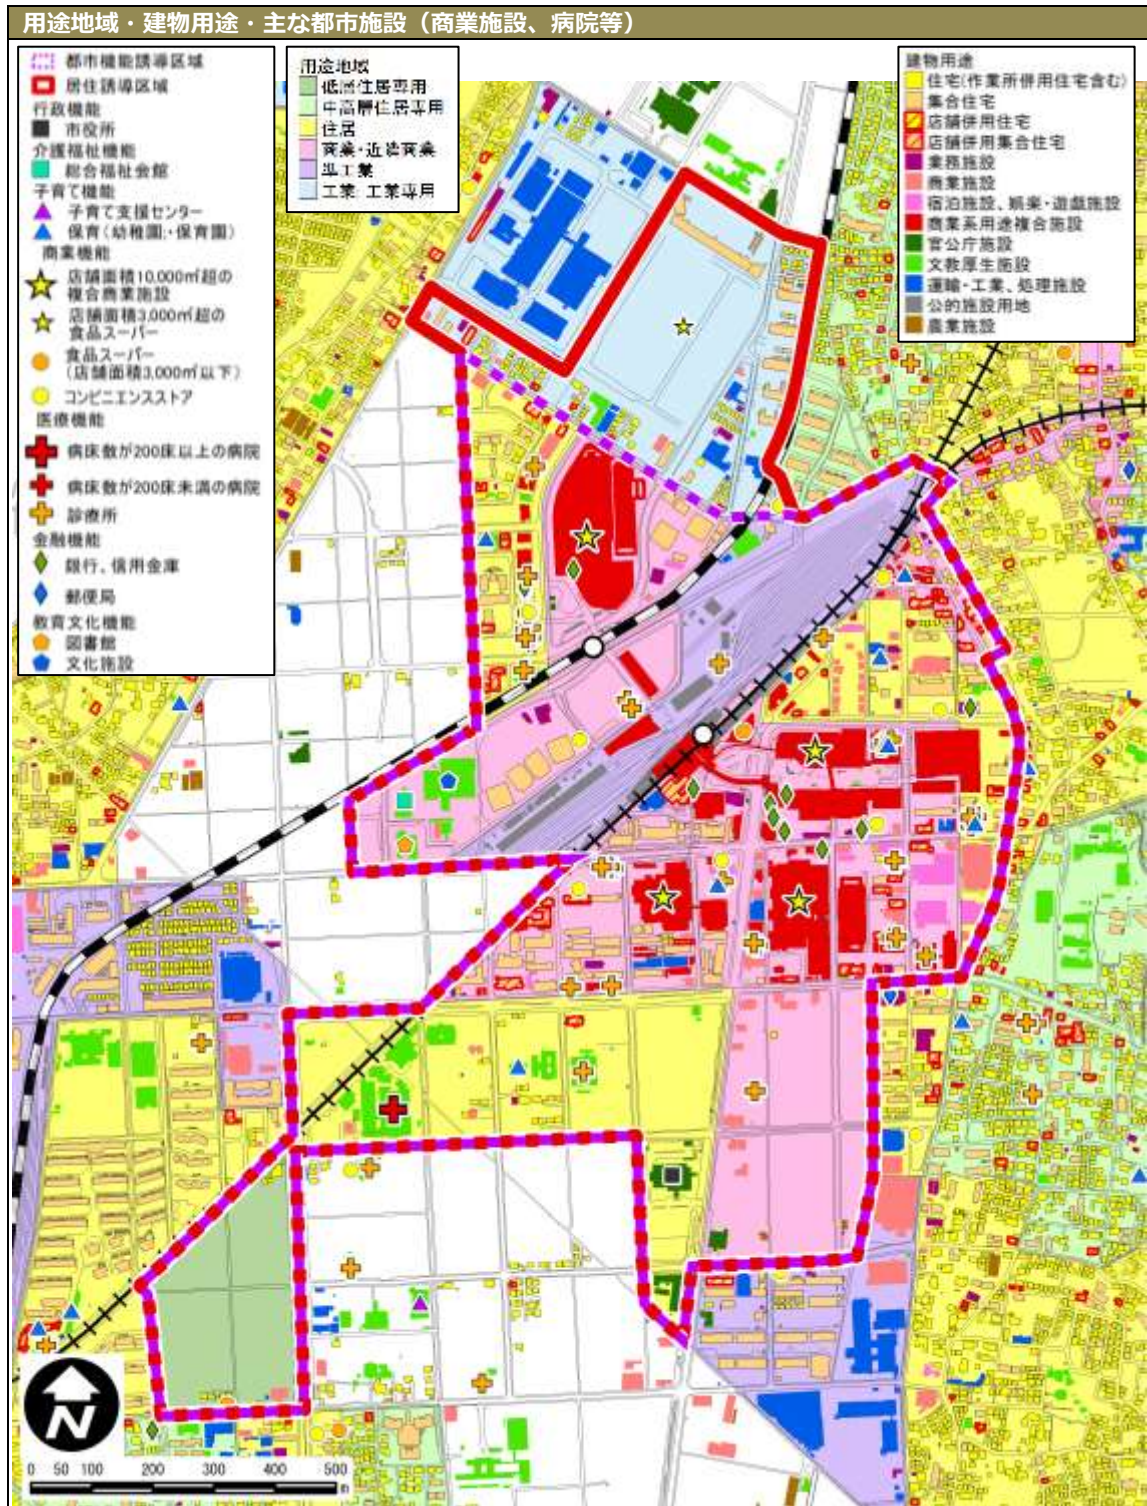 用途地域・建物用途・主な都市施設（商業施設、病院等）
都市機能誘導区域
居住誘導区域
行政機能
市役所
介護福祉機能
総合福祉会館
子育て機能
子育て支援センター
保育(幼稚園・保育園)
商業機能
店舗面積10,000㎡超の
複合商業施設
店舗面積3,000㎡超の
食品スーパー
食品スーパー
(店舗面積3,000㎡以下)
コンビニエンスストア
医療機能
病床数が200床以上の病院
病床数が200床未満の病院
診療所
金融機能
銀行、信用金庫
郵便局
教育文化機能
図書館
文化施設
用途地域
低層住居専用
中高層住居専用
住居
商業・近隣商業
準工業
工業・工業専用
建物用途
住宅(作業所併用住宅含む)
集合住宅
店舗併用住宅
店舗併用集合住宅
業務施設
商業施設
宿泊施設、娯楽・遊戯施設
商業系用途複合施設
官公庁施設
文教厚生施設
運輸・工業、処理施設
公的施設用地
農業施設
N
0 50 100 200 300 400 500
m